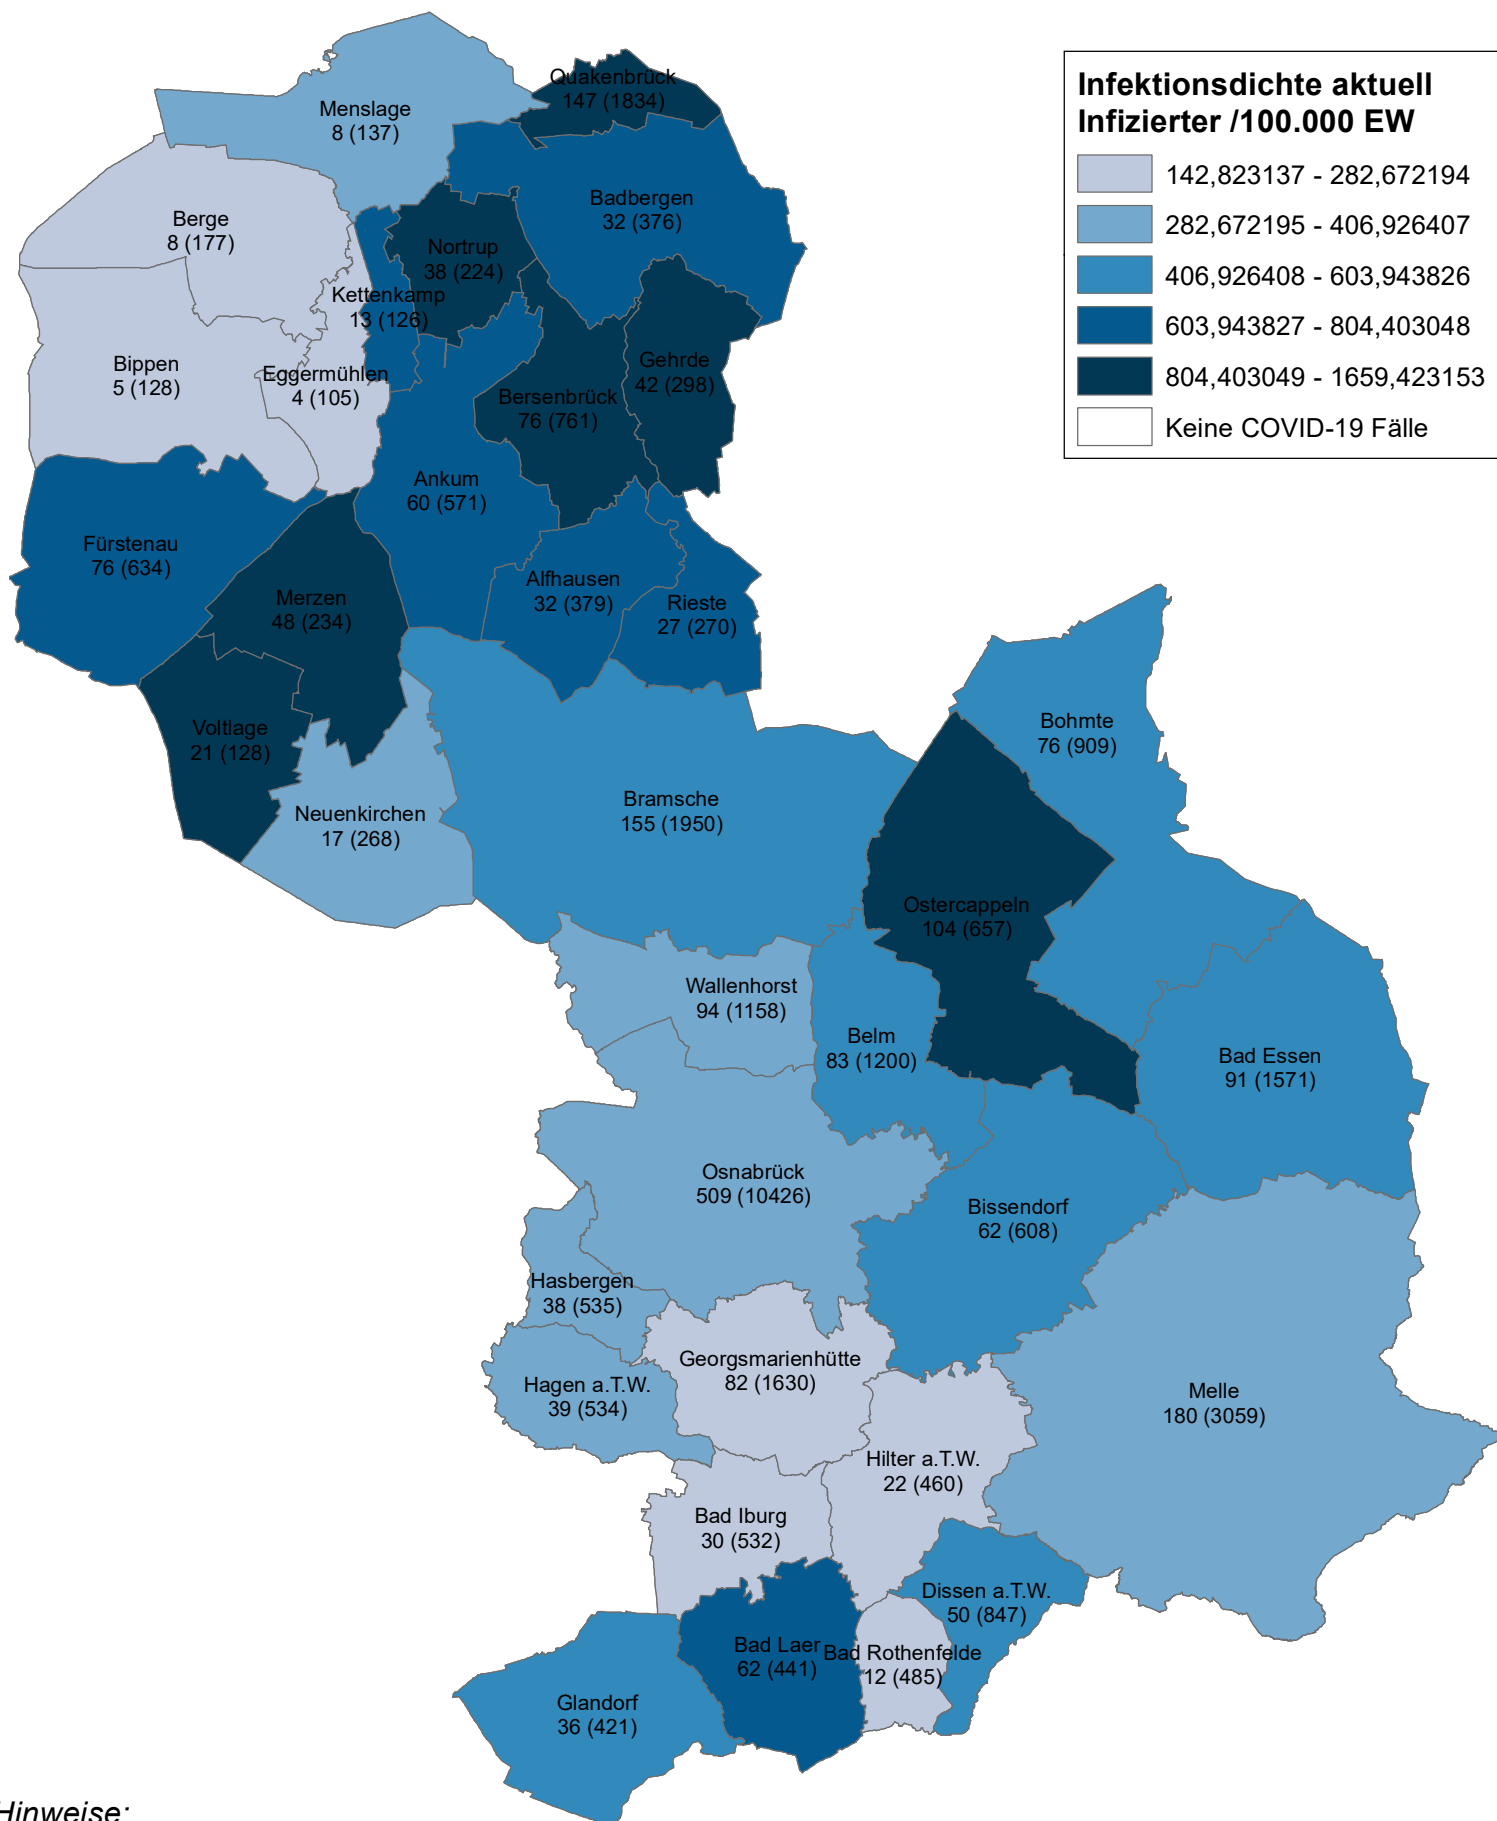 Infektionsdichte aktuell
Infizierter /100.000 EW
142,823137 - 282,672194
282,672195 - 406,926407
406,926408 - 603,943826
603,943827 - 804,403048
804,403049 - 1659,423153
Keine COVID-19 Fälle
Quakenbrück
147 (1834)
Menslage
8 (137)
Badbergen
32 (376)
Berge
8 (177)
Nortrup
38 (224)
Kettenkamp
13 (126)
Bippen
5 (128)
Eggermühlen
4 (105)
Gehrde
42 (298)
Bersenbrück
76 (761)
Ankum
60 (571)
Fürstenau
76 (634)
Alfhausen
32 (379)
Merzen
48 (234)
Rieste
27 (270)
Voltlage
21 (128)
Bohmte
76 (909)
Neuenkirchen
17 (268)
Bramsche
155 (1950)
Ostercappeln
104 (657)
Wallenhorst
94 (1158)
Belm
83 (1200)
Bad Essen
91 (1571)
Osnabrück
509 (10426)
Bissendorf
62 (608)
Hasbergen
38 (535)
Georgsmarienhütte
82 (1630)
Hagen a.T.W.
39 (534)
Melle
180 (3059)
Hilter a.T.W.
22 (460)
Bad Iburg
30 (532)
Dissen a.T.W.
50 (847)
Bad Laer
62 (441)
Bad Rothenfelde
12 (485)
Glandorf
36 (421)
Hinweise: